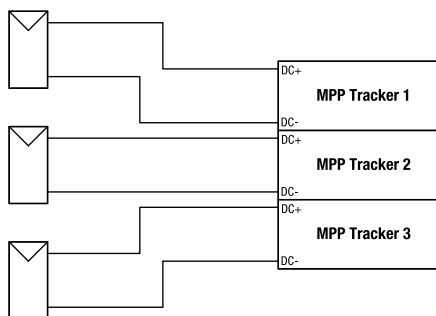 DC+
MPP Tracker 1
DC-
DC+
MPP Tracker 2
DC-
DC+
MPP Tracker 3
DC-